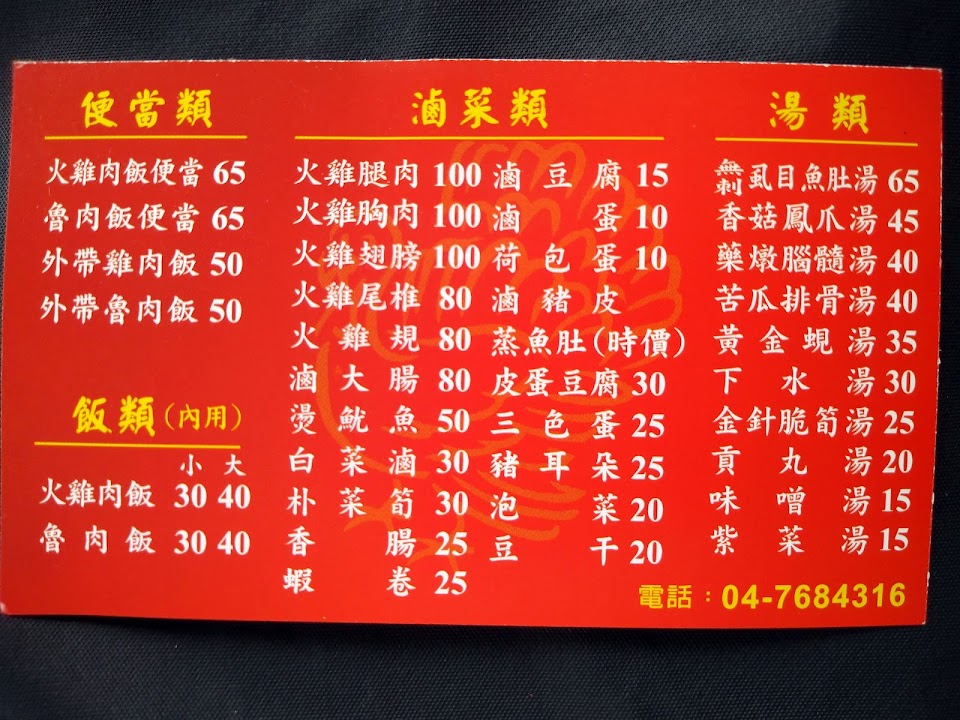 便當類
火雞肉飯便當 65
魯肉飯便當 65
外帶雞肉飯 50
外帶魯肉飯 50
飯類(內用)
小 大
火雞肉飯 30 40
魯肉飯 30 40
滷菜類
火雞腿肉 100
火雞胸肉 100
火雞翅膀 100
火雞尾椎 80
火雞規 80
滷大腸 80
燙魷魚 50
白菜滷 30
朴菜筍 30
香腸 25
蝦卷 25
滷豆腐 15
滷蛋 10
荷包蛋 10
滷豬皮
蒸魚肚(時價)
皮蛋豆腐 30
三色蛋 25
豬耳朵 25
泡菜 20
豆干 20
湯類
無刺虱目魚肚湯 65
香菇鳳爪湯 45
藥燉腦髓湯 40
苦瓜排骨湯 40
黃金蜆湯 35
下水湯 30
金針脆筍湯 25
貢丸湯 20
味噌湯 15
紫菜湯 15
電話：04-7684316